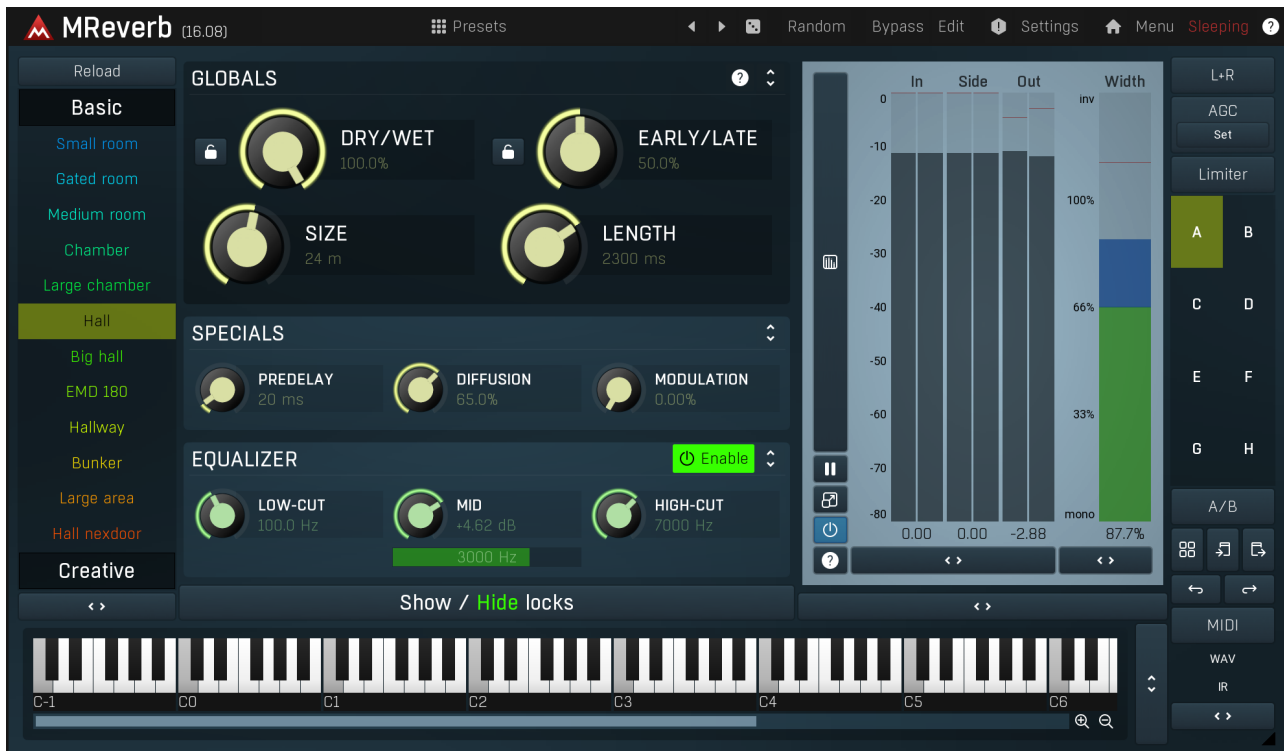 MReverb (16.08)
Presets
Random
Bypass
Edit
Settings
Menu
Sleeping
?
Reload
Basic
Small room
Gated room
Medium room
Chamber
Large chamber
Hall
Big hall
EMD 180
Hallway
Bunker
Large area
Hall nexdoor
Creative
GLOBALS
?
DRY/WET
100.0%
EARLY/LATE
50.0%
SIZE
24 m
LENGTH
2300 ms
SPECIALS
PREDELAY
20 ms
DIFFUSION
65.0%
MODULATION
0.00%
EQUALIZER
Enable
LOW-CUT
100.0 Hz
MID
+4.62 dB
3000 Hz
HIGH-CUT
7000 Hz
Show / Hide locks
In Side Out Width
0
-10
-20
-30
-40
-50
-60
-70
-80
inv
100%
66%
33%
mono
0.00 0.00 -2.88 87.7%
?
L+R
AGC
Set
Limiter
A B
C D
E F
G H
A/B
MIDI
WAV
IR
C-1 C0 C1 C2 C3 C4 C5 C6